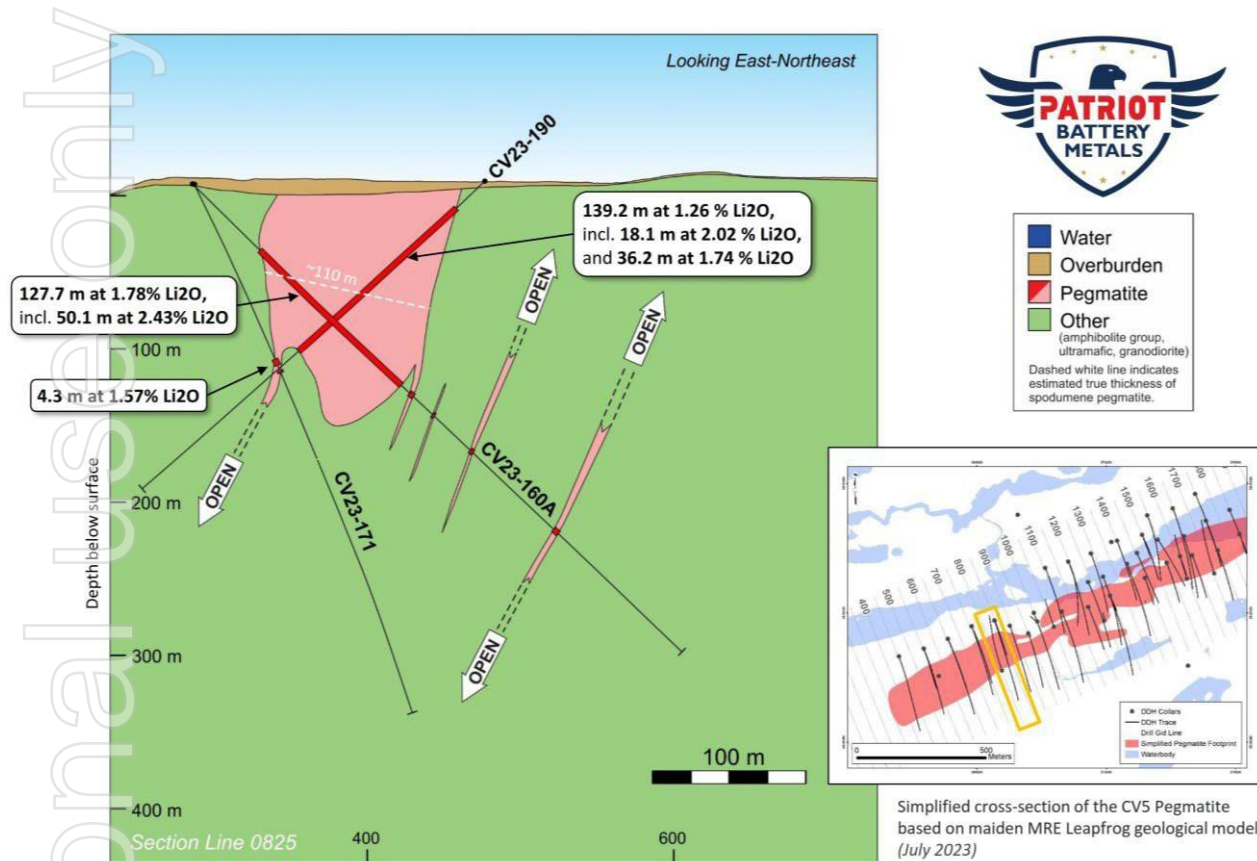 onal use only
Looking East-Northeast
CV23-190
139.2 m at 1.26 % Li2O,
incl. 18.1 m at 2.02 % Li2O,
and 36.2 m at 1.74 % Li2O
~110 m
127.7 m at 1.78% Li2O,
incl. 50.1 m at 2.43% Li2O
4.3 m at 1.57% Li2O
OPEN
OPEN
OPEN
OPEN
CV23-160A
CV23-171
Depth below surface
100 m
200 m
300 m
400 m
100 m
Section Line 0825
400
600
PATRIOT
BATTERY
METALS
Water
Overburden
Pegmatite
Other
(amphibolite group,
ultramafic, granodiorite)
Dashed white line indicates
estimated true thickness of
spodumene pegmatite.
400
500
600
700
800
900
1000
1100
1300
1400
1500
1600
1700
DDH Collars
DDH Trace
Drill Gid Line
Simplified Pegmatite Footprint
Waterbody
0
500
Meters
Simplified cross-section of the CV5 Pegmatite
based on maiden MRE Leapfrog geological model
(July 2023)